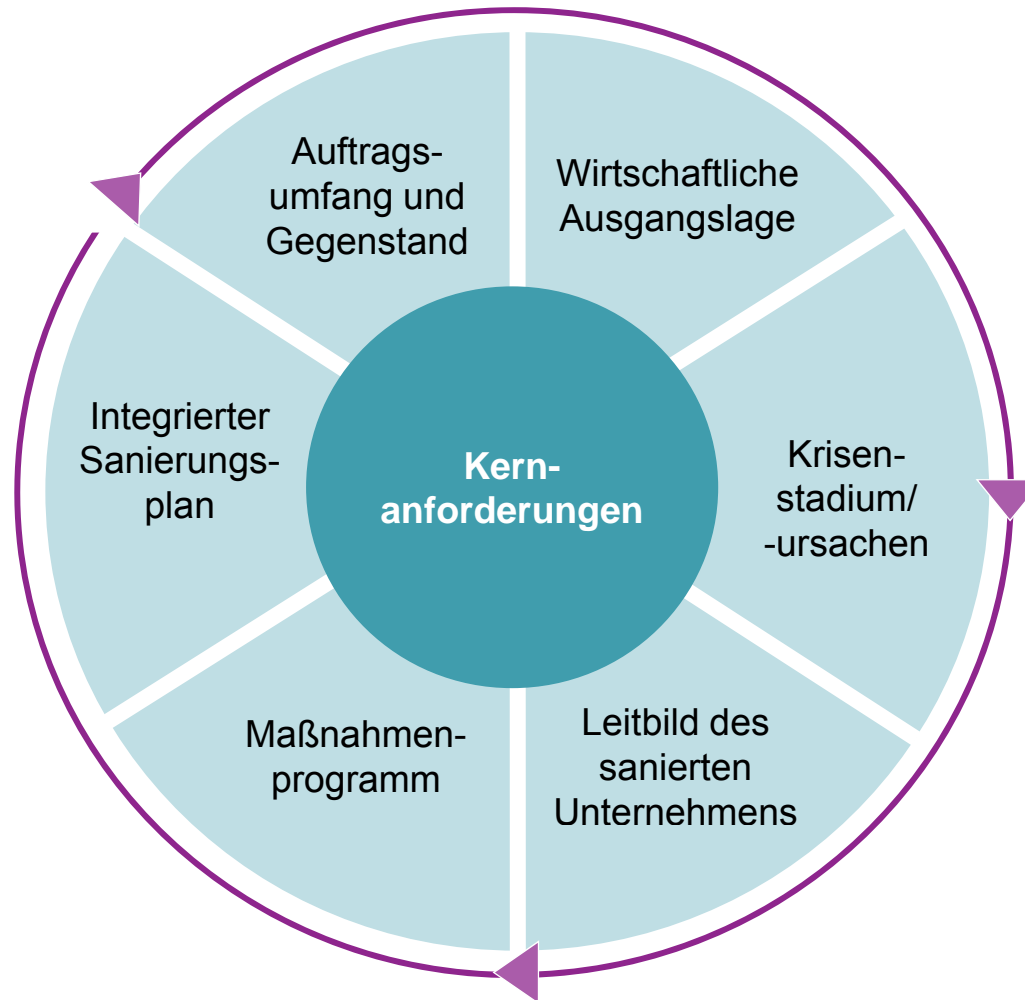 Auftrags-
umfang und
Gegenstand
Wirtschaftliche
Ausgangslage
Krisen-
stadium/
-ursachen
Leitbild des
sanierten
Unternehmens
Maßnahmen-
programm
Integrierter
Sanierungs-
plan
Kern-
anforderungen